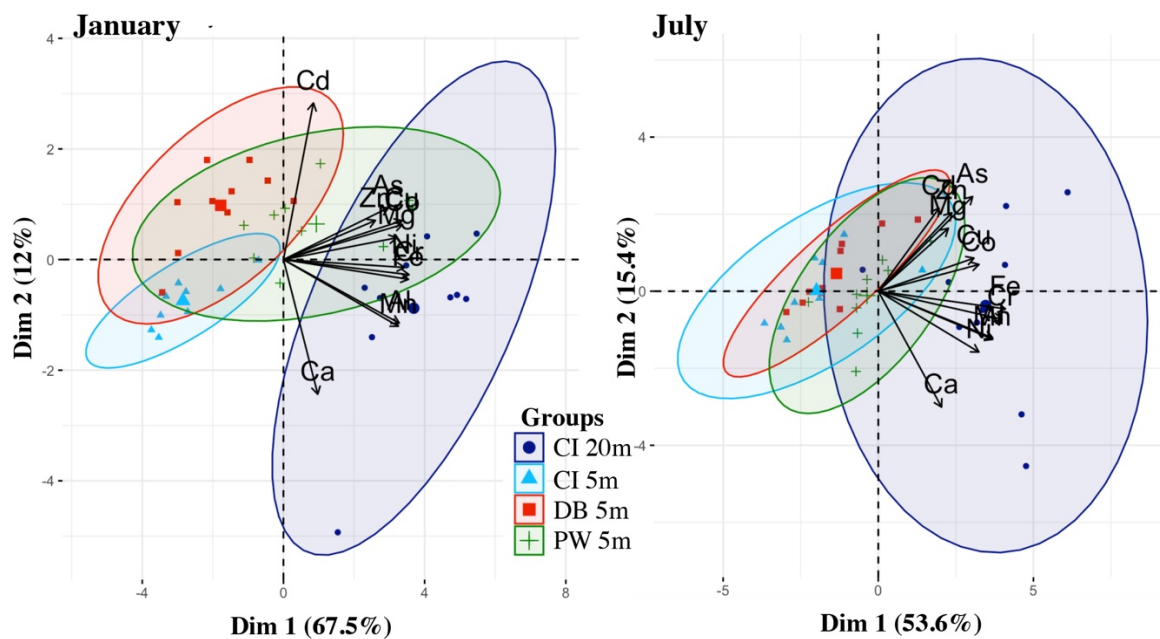 January
July
Dim 2 (12%)
4
2
0
-2
-4
Cd
As
Zn
Cu
Mg
Ni
Cr
Fe
Mn
Ca
-4
0
4
8
Dim 1 (67.5%)
Groups
CI 20m
CI 5m
DB 5m
PW 5m
Dim 2 (15.4%)
4
0
-4
Cd
As
Zn
Mg
Cu
Co
Fe
Cr
Mn
Ni
Ca
-5
0
5
Dim 1 (53.6%)